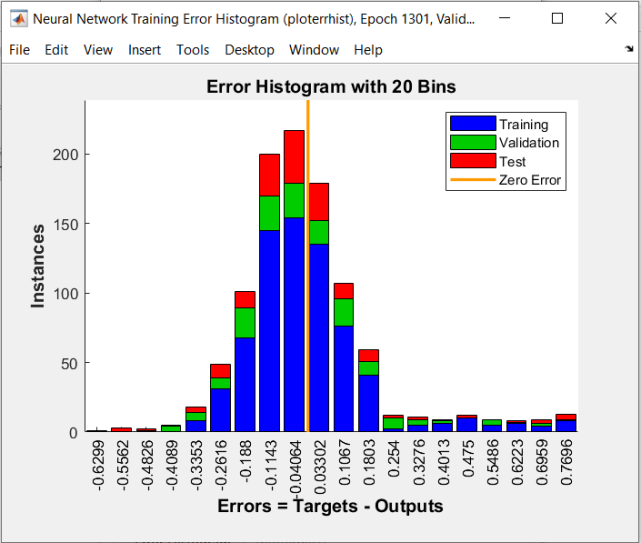 Neural Network Training Error Histogram (ploterrhist), Epoch 1301, Valid...
File Edit View Insert Tools Desktop Window Help
Error Histogram with 20 Bins
Training
Validation
Test
Zero Error
200
150
100
50
0
Instances
-0.6299 -0.5562 -0.4826 -0.4089 -0.3353 -0.2616 -0.188 -0.1143 -0.04064 0.03302 0.1067 0.1803 0.254 0.3276 0.4013 0.475 0.5486 0.6223 0.6959 0.7696
Errors = Targets - Outputs